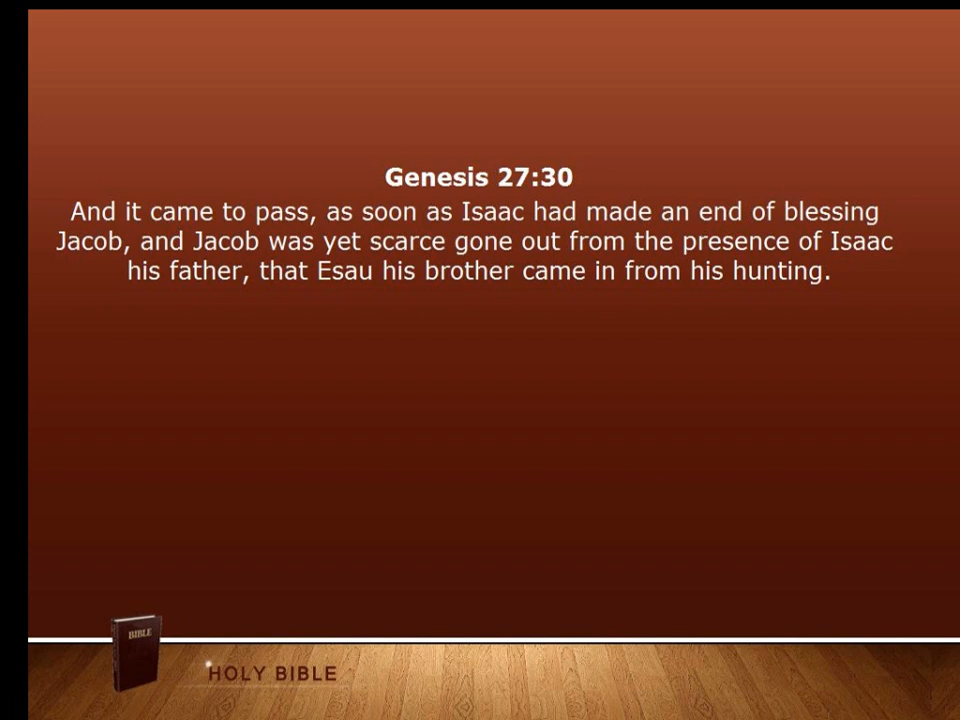 Genesis 27:30
And it came to pass, as soon as Isaac had made an end of blessing
Jacob, and Jacob was yet scarce gone out from the presence of Isaac
his father, that Esau his brother came in from his hunting.
BIBLE
HOLY BIBLE